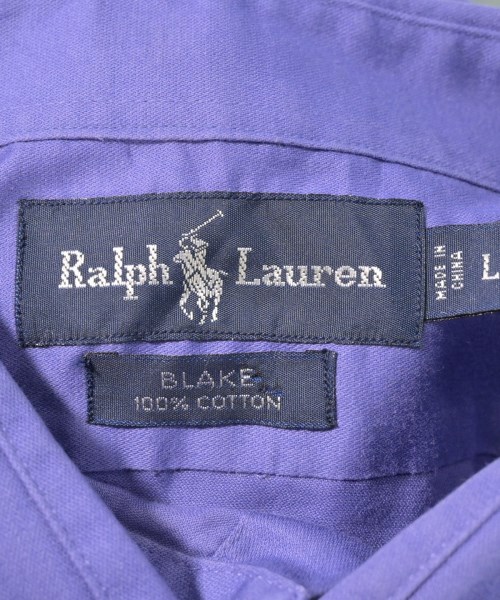 Ralph Lauren
MADE IN
CHINA
L
BLAKE
100% COTTON